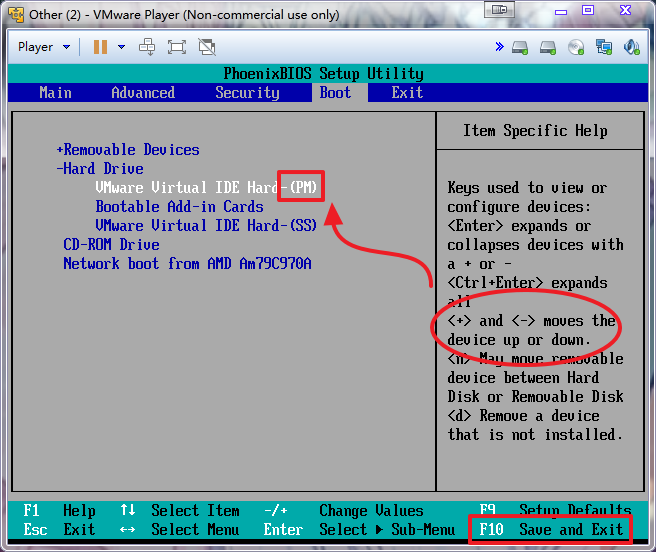 Other (2) - VMware Player (Non-commercial use only)
Player
PhoenixBIOS Setup Utility
Main Advanced Security Boot Exit
+Removable Devices
-Hard Drive
VMware Virtual IDE Hard-(PM)
Bootable Add-in Cards
VMware Virtual IDE Hard-(SS)
CD-ROM Drive
Network boot from AMD Am79C970A
Item Specific Help
Keys used to view or
configure devices:
<Enter> expands or
collapses devices with
a + or -
<Ctrl+Enter> expands
all
<+> and <-> moves the
device up or down.
<n> May move removable
device between Hard
Disk or Removable Disk
<d> Remove a device
that is not installed.
F1 Help ↑↓ Select Item -/+ Change Values F9 Setup Defaults
Esc Exit ↔ Select Menu Enter Select ▶ Sub-Menu F10 Save and Exit